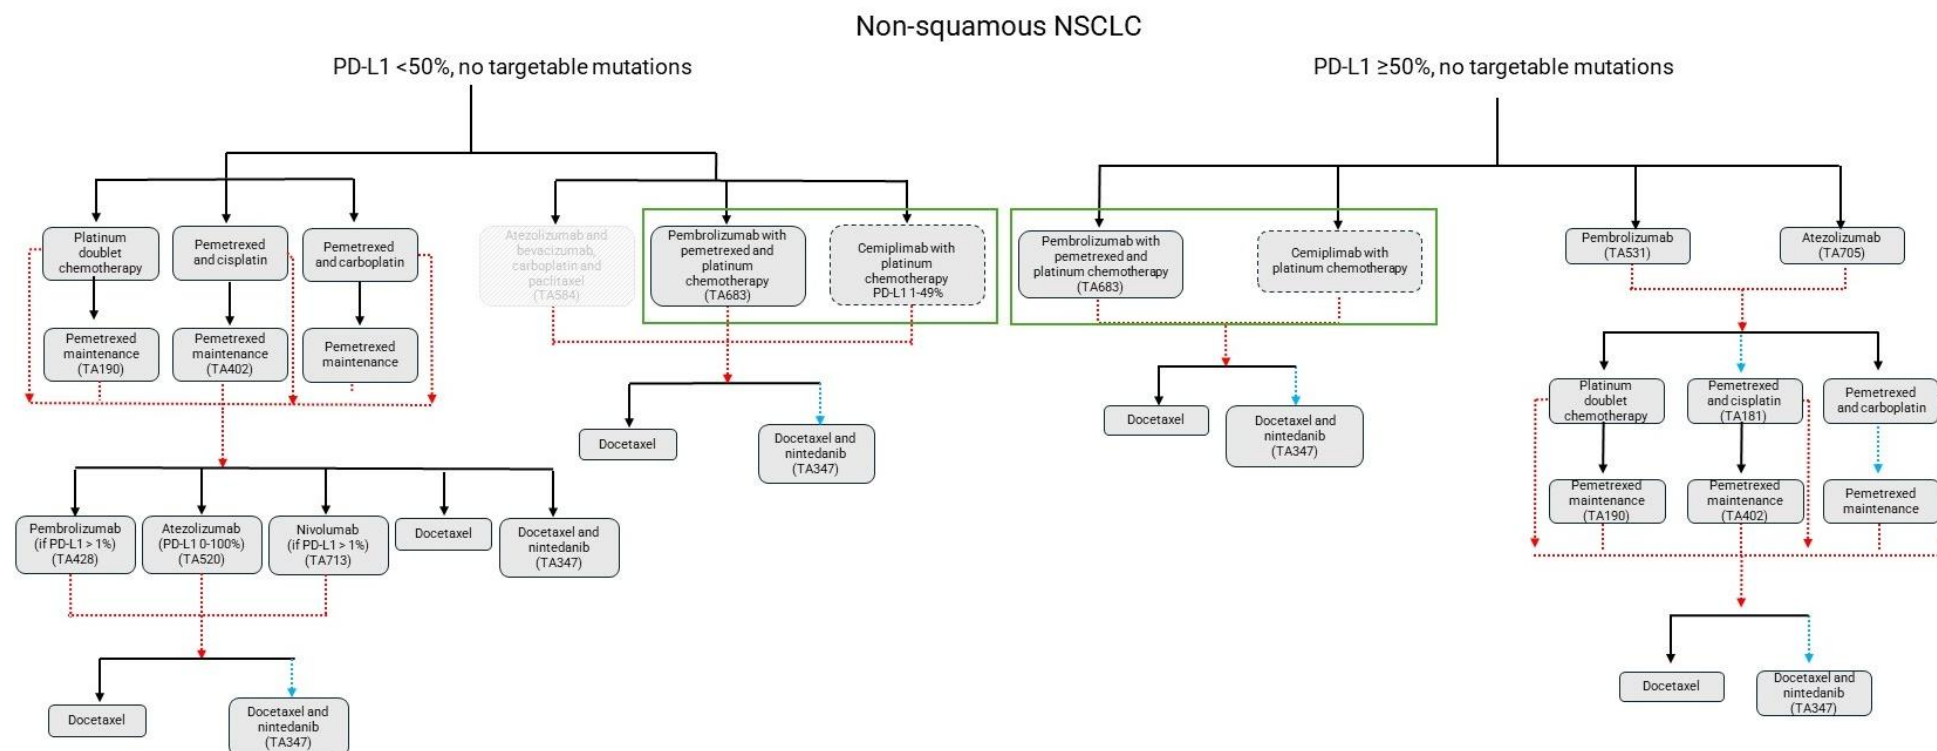 Non-squamous NSCLC
PD-L1 <50%, no targetable mutations
PD-L1 ≥50%, no targetable mutations
Platinum
doublet
chemotherapy
Pemetrexed
and cisplatin
Pemetrexed
and carboplatin
Atezolizumab and
bevacizumab,
carboplatin and
paclitaxel
(TA584)
Pembrolizumab with
pemetrexed and
platinum
chemotherapy
(TA683)
Cemiplimab with
platinum
chemotherapy
PD-L1 1-49%
Pembrolizumab with
pemetrexed and
platinum chemotherapy
(TA683)
Cemiplimab with
platinum chemotherapy
Pembrolizumab
(TA531)
Atezolizumab
(TA705)
Pemetrexed
maintenance
(TA190)
Pemetrexed
maintenance
(TA402)
Pemetrexed
maintenance
Docetaxel
Docetaxel and
nintedanib
(TA347)
Docetaxel
Docetaxel and
nintedanib
(TA347)
Platinum
doublet
chemotherapy
Pemetrexed
and cisplatin
(TA181)
Pemetrexed
and carboplatin
Pemetrexed
maintenance
(TA190)
Pemetrexed
maintenance
(TA402)
Pemetrexed
maintenance
Pembrolizumab
(if PD-L1 > 1%)
(TA428)
Atezolizumab
(PD-L1 0-100%)
(TA520)
Nivolumab
(if PD-L1 > 1%)
(TA713)
Docetaxel
Docetaxel and
nintedanib
(TA347)
Docetaxel
Docetaxel and
nintedanib
(TA347)
Docetaxel
Docetaxel and
nintedanib
(TA347)